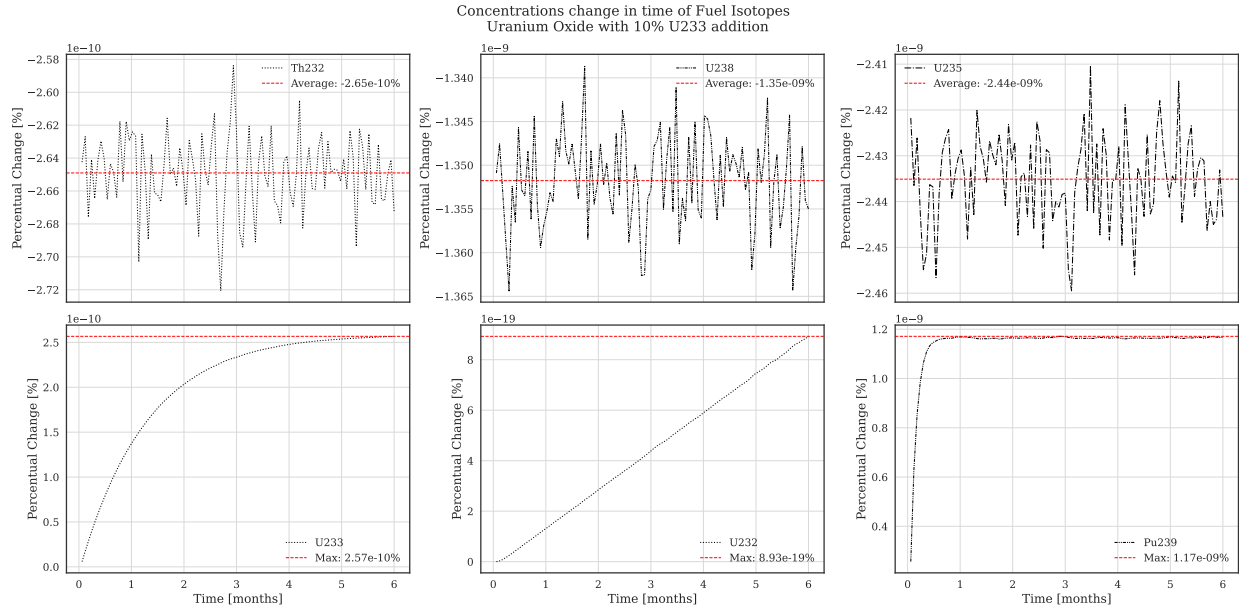 Concentrations change in time of Fuel Isotopes
Uranium Oxide with 10% U233 addition
1e−10
Percentual Change [%]
−2.58
−2.60
−2.62
−2.64
−2.66
−2.68
−2.70
−2.72
Th232
Average: -2.65e-10%
1e−9
Percentual Change [%]
−1.340
−1.345
−1.350
−1.355
−1.360
−1.365
U238
Average: -1.35e-09%
1e−9
Percentual Change [%]
−2.41
−2.42
−2.43
−2.44
−2.45
−2.46
U235
Average: -2.44e-09%
1e−10
Percentual Change [%]
2.5
2.0
1.5
1.0
0.5
0.0
U233
Max: 2.57e-10%
0 1 2 3 4 5 6
Time [months]
1e−19
Percentual Change [%]
8
6
4
2
0
U232
Max: 8.93e-19%
0 1 2 3 4 5 6
Time [months]
1e−9
Percentual Change [%]
1.2
1.0
0.8
0.6
0.4
Pu239
Max: 1.17e-09%
0 1 2 3 4 5 6
Time [months]